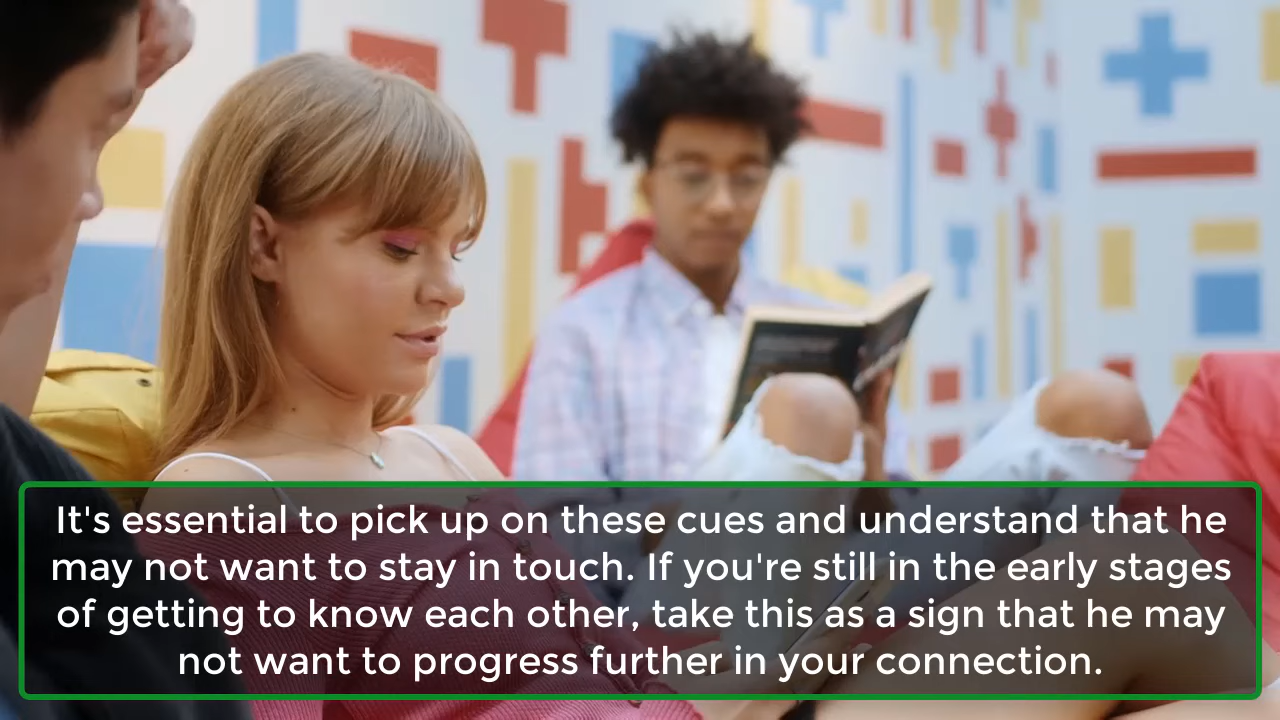 It's essential to pick up on these cues and understand that he
may not want to stay in touch. If you're still in the early stages
of getting to know each other, take this as a sign that he may
not want to progress further in your connection.